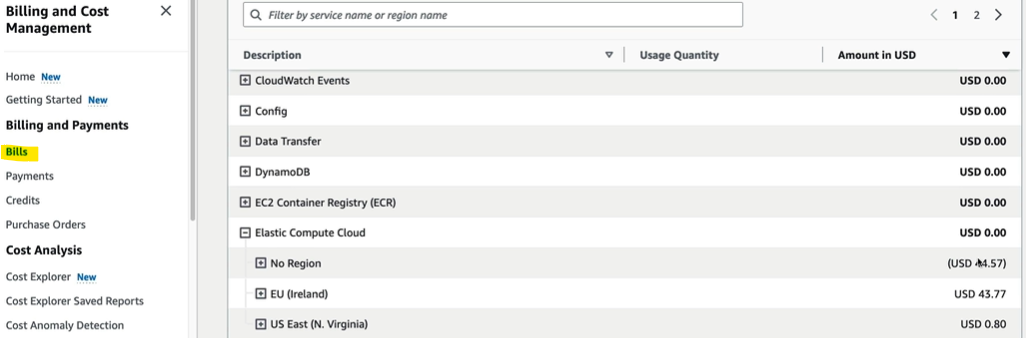 Billing and Cost
Management
Home New
Getting Started New
Billing and Payments
Bills
Payments
Credits
Purchase Orders
Cost Analysis
Cost Explorer New
Cost Explorer Saved Reports
Cost Anomaly Detection
Filter by service name or region name
1 2
Description Usage Quantity Amount in USD
CloudWatch Events USD 0.00
Config USD 0.00
Data Transfer USD 0.00
DynamoDB USD 0.00
EC2 Container Registry (ECR) USD 0.00
Elastic Compute Cloud USD 0.00
No Region (USD 44.57)
EU (Ireland) USD 43.77
US East (N. Virginia) USD 0.80